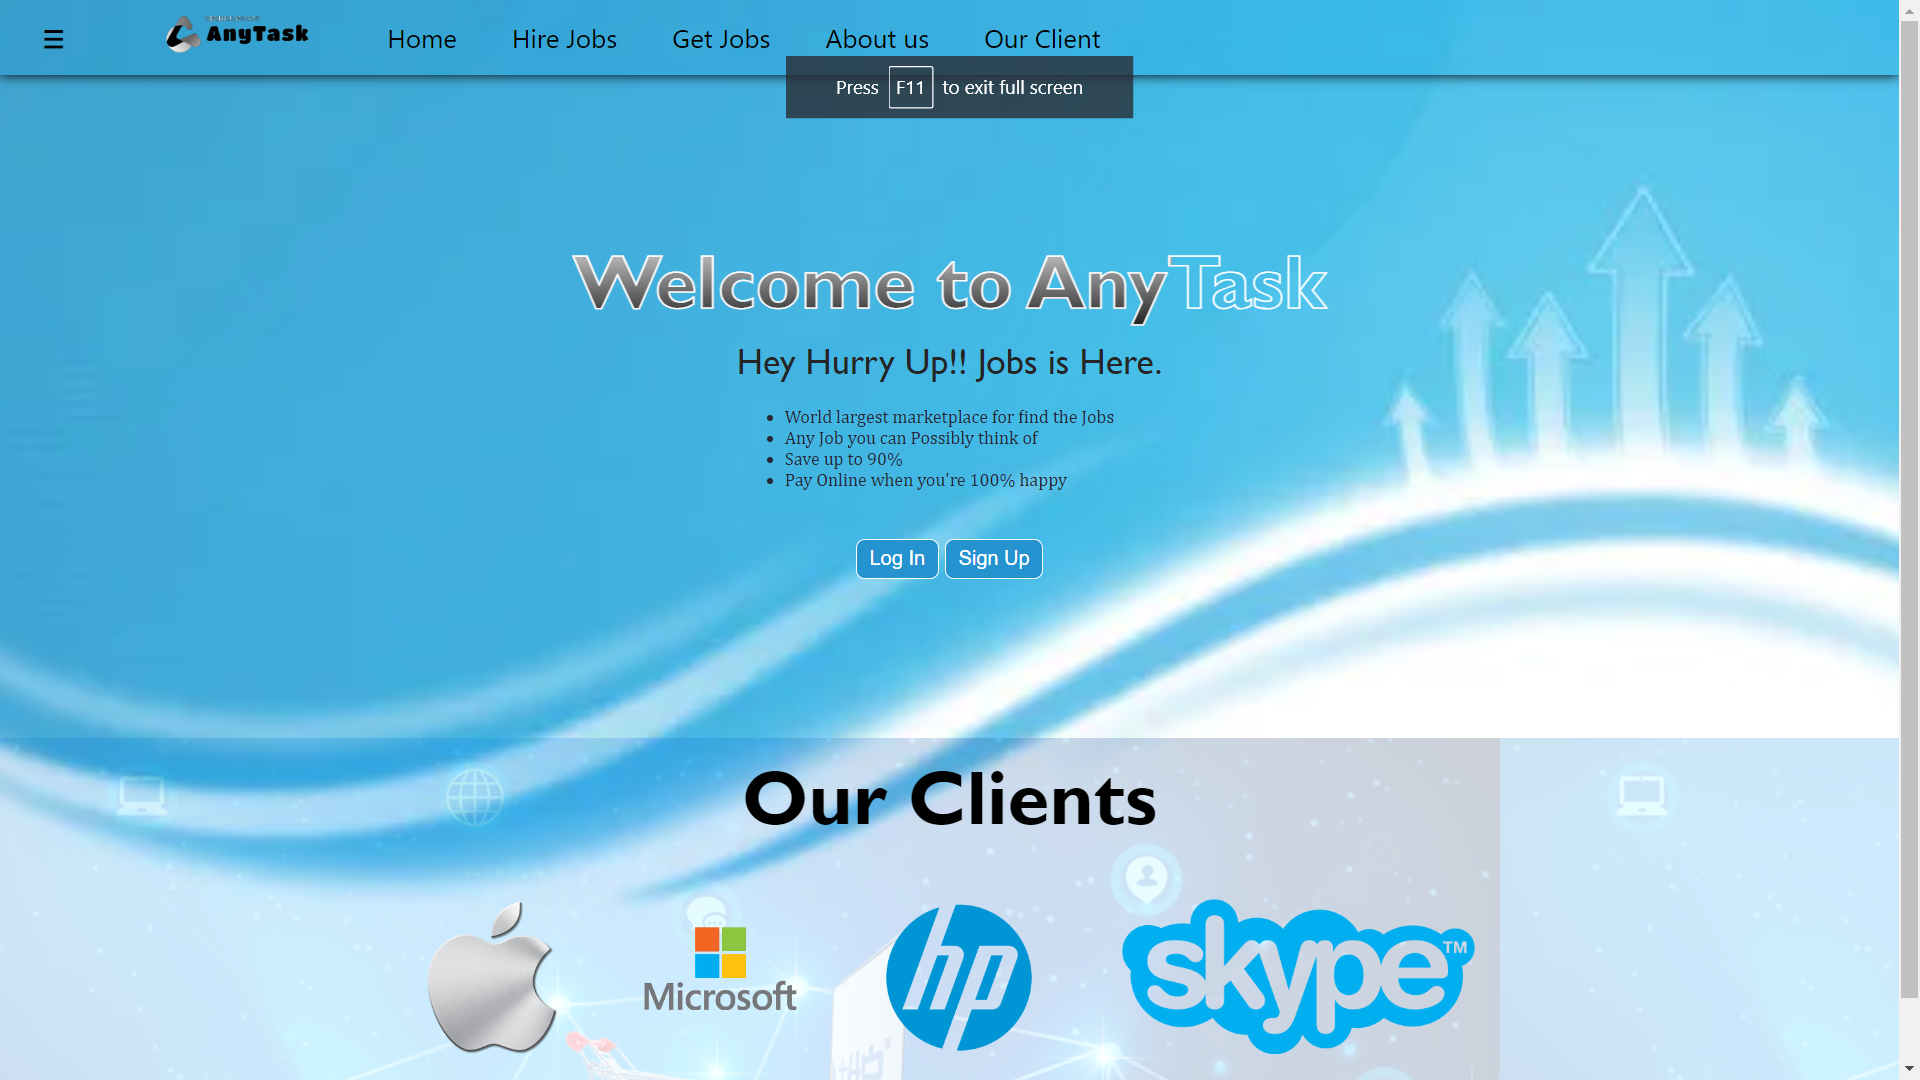 ☰ AnyTask Home Hire Jobs Get Jobs About us Our Client
Press F11 to exit full screen
Welcome to AnyTask
Hey Hurry Up!! Jobs is Here.
• World largest marketplace for find the Jobs
• Any Job you can Possibly think of
• Save up to 90%
• Pay Online when you're 100% happy
Log In Sign Up
Our Clients
Microsoft
hp
skype™